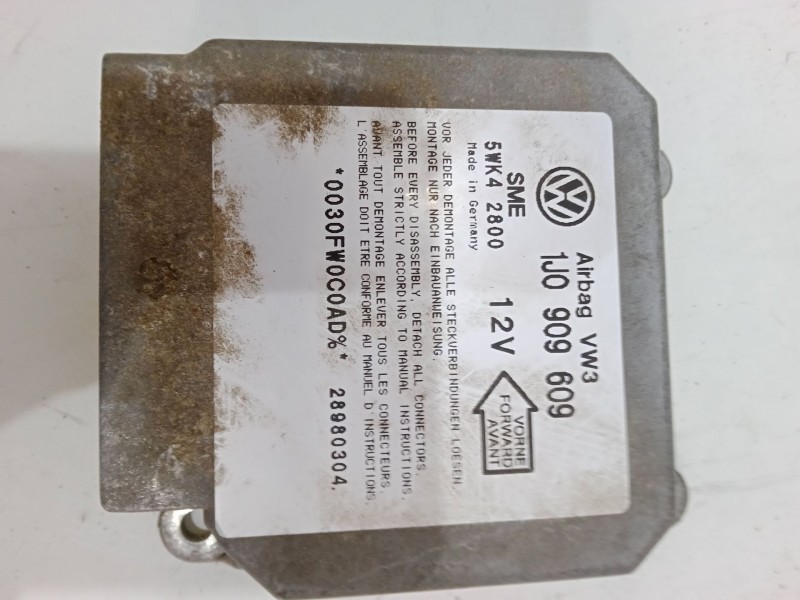 Airbag VW3
1J0 909 609
SME
5WK4 2800
Made in Germany
12V
VORNE
FORWARD
AVANT
VOR JEDER DEMONTAGE ALLE STECKVERBINDUNGEN LOESEN.
MONTAGE NUR NACH EINBAUANWEISUNG.
BEFORE EVERY DISASSEMBLY, DETACH ALL CONNECTORS.
ASSEMBLE STRICTLY ACCORDING TO MANUAL INSTRUCTIONS.
AVANT TOUT DEMONTAGE ENLEVER TOUS LES CONNECTEURS.
L'ASSEMBLAGE DOIT ETRE CONFORME AU MANUEL D'INSTRUCTIONS.
*0030FW0C0AD%* 28980304.